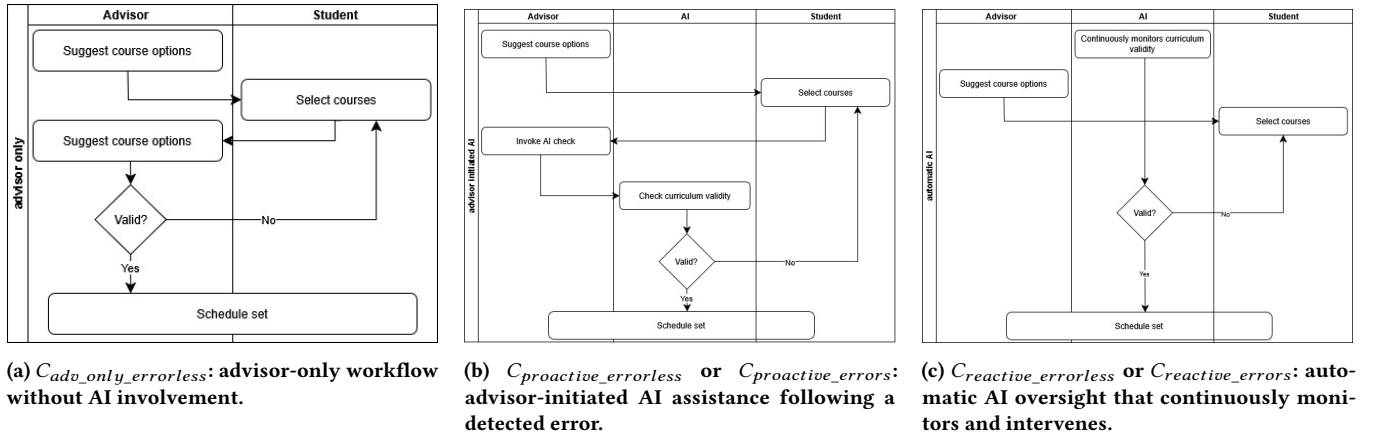 Advisor
Student
advisor only
Suggest course options
Select courses
Suggest course options
Valid?
No
Yes
Schedule set
(a) C_adv_only_errorless: advisor-only workflow
without AI involvement.
Advisor
AI
Student
advisor initiated AI
Suggest course options
Select courses
Invoke AI check
Check curriculum validity
Valid?
No
Yes
Schedule set
(b) C_proactive_errorless or C_proactive_errors:
advisor-initiated AI assistance following a
detected error.
Advisor
AI
Student
automatic AI
Continuously monitors curriculum
validity
Suggest course options
Select courses
Valid?
No
Yes
Schedule set
(c) C_reactive_errorless or C_reactive_errors: auto-
matic AI oversight that continuously moni-
tors and intervenes.